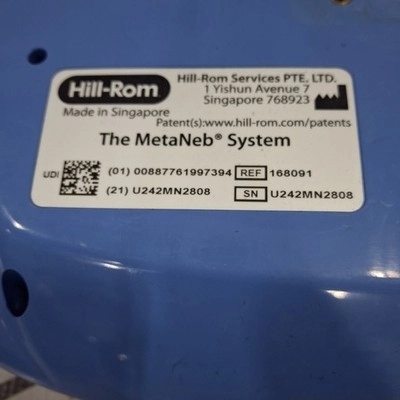 Hill-Rom
Hill-Rom Services PTE. LTD.
1 Yishun Avenue 7
Singapore 768923
Made in Singapore
Patent(s):www.hill-rom.com/patents
The MetaNeb® System
UDI
(01) 00887761997394 REF 168091
(21) U242MN2808 SN U242MN2808